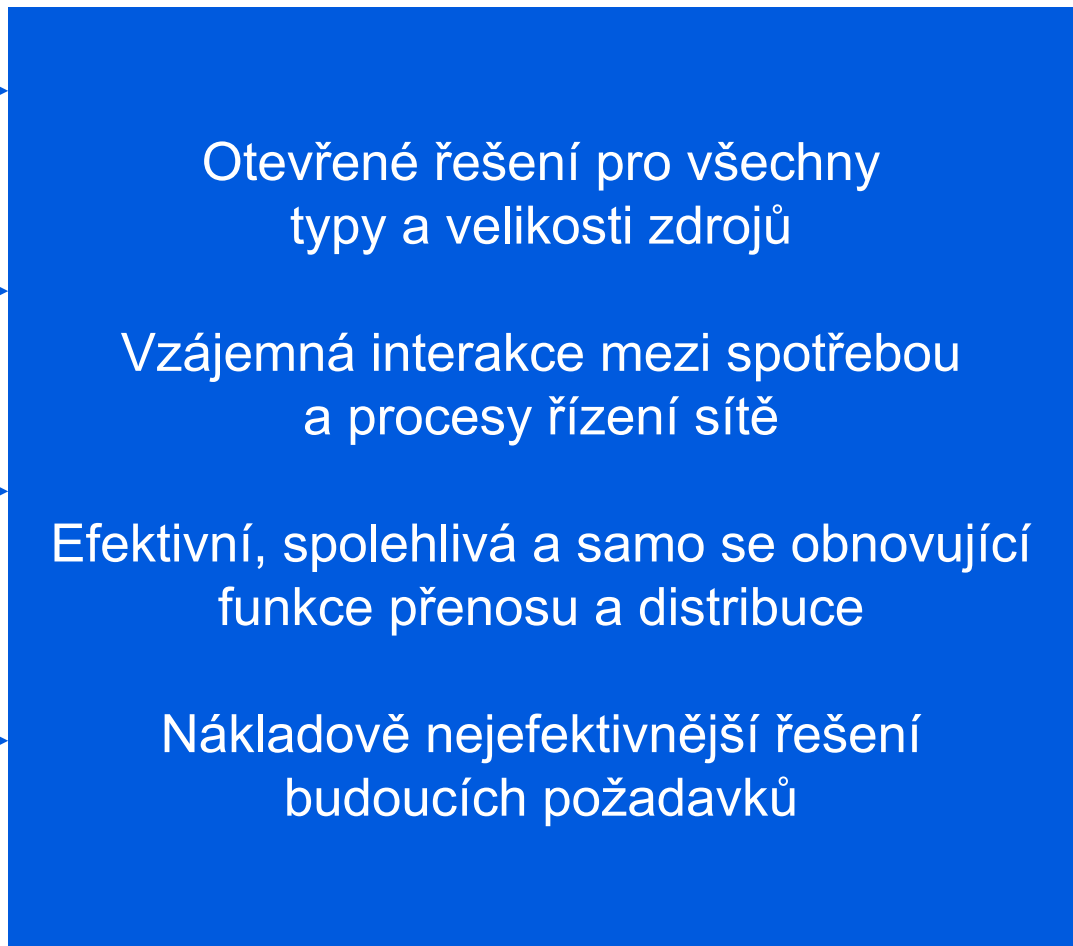 Otevřené řešení pro všechny
typy a velikosti zdrojů
Vzájemná interakce mezi spotřebou
a procesy řízení sítě
Efektivní, spolehlivá a samo se obnovující
funkce přenosu a distribuce
Nákladově nejefektivnější řešení
budoucích požadavků